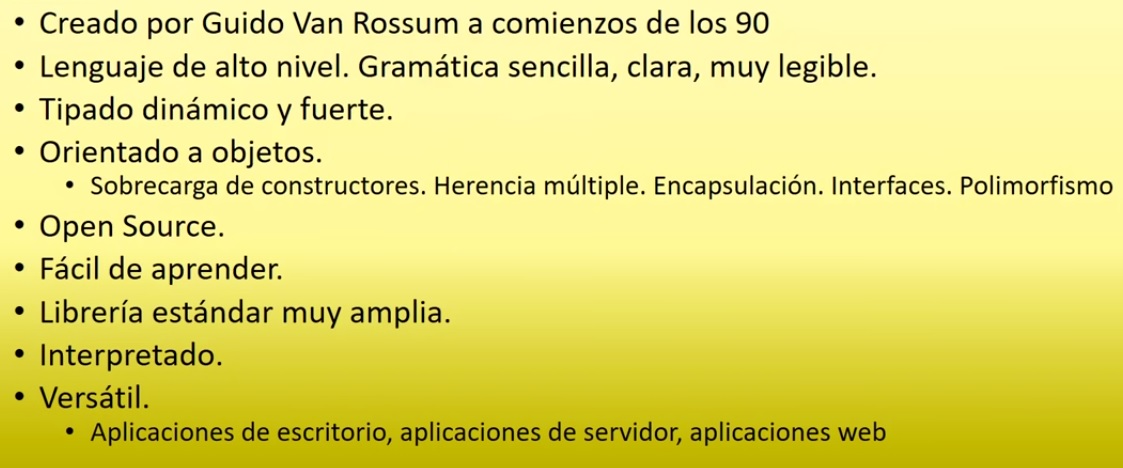 • Creado por Guido Van Rossum a comienzos de los 90
• Lenguaje de alto nivel. Gramática sencilla, clara, muy legible.
• Tipado dinámico y fuerte.
• Orientado a objetos.
• Sobrecarga de constructores. Herencia múltiple. Encapsulación. Interfaces. Polimorfismo
• Open Source.
• Fácil de aprender.
• Librería estándar muy amplia.
• Interpretado.
• Versátil.
• Aplicaciones de escritorio, aplicaciones de servidor, aplicaciones web